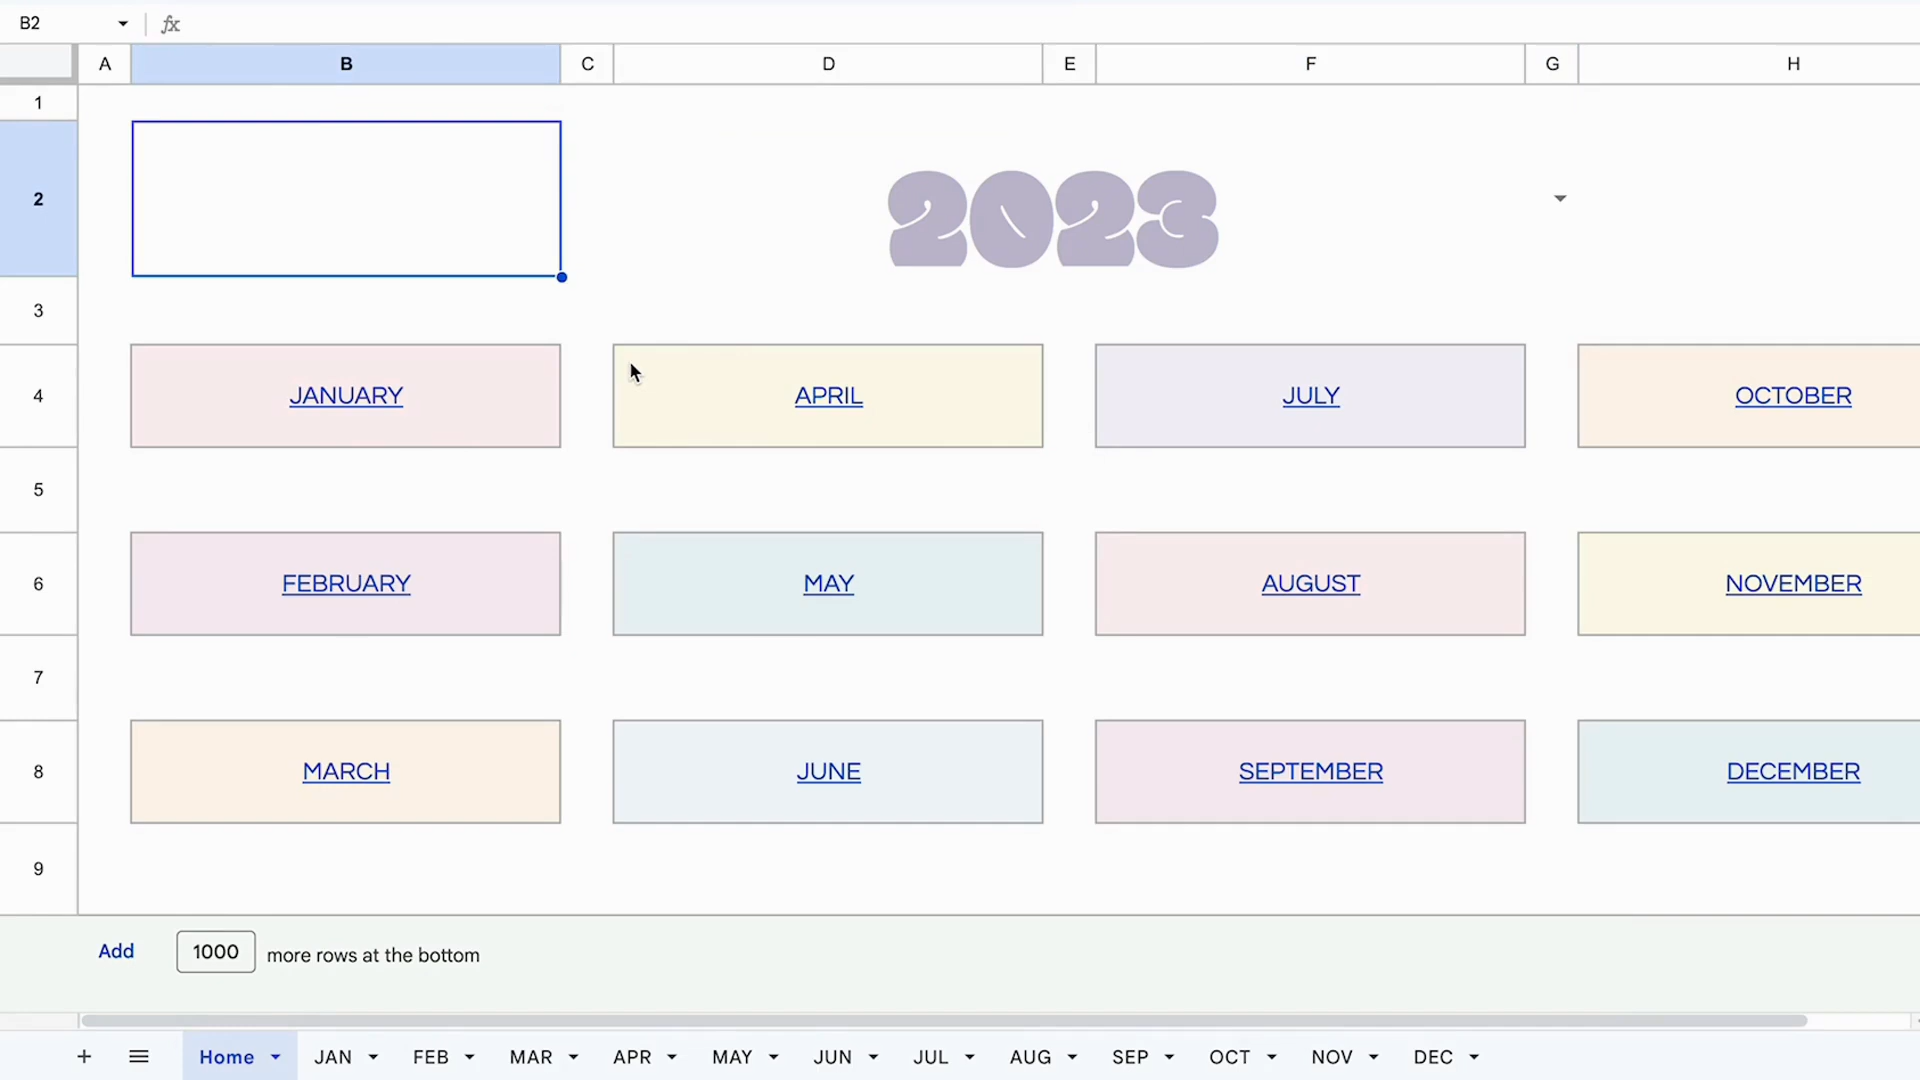 B2
fx
A B C D E F G H
1
2 2023
3
4 JANUARY APRIL JULY OCTOBER
5
6 FEBRUARY MAY AUGUST NOVEMBER
7
8 MARCH JUNE SEPTEMBER DECEMBER
9
Add 1000 more rows at the bottom
+ Home JAN FEB MAR APR MAY JUN JUL AUG SEP OCT NOV DEC